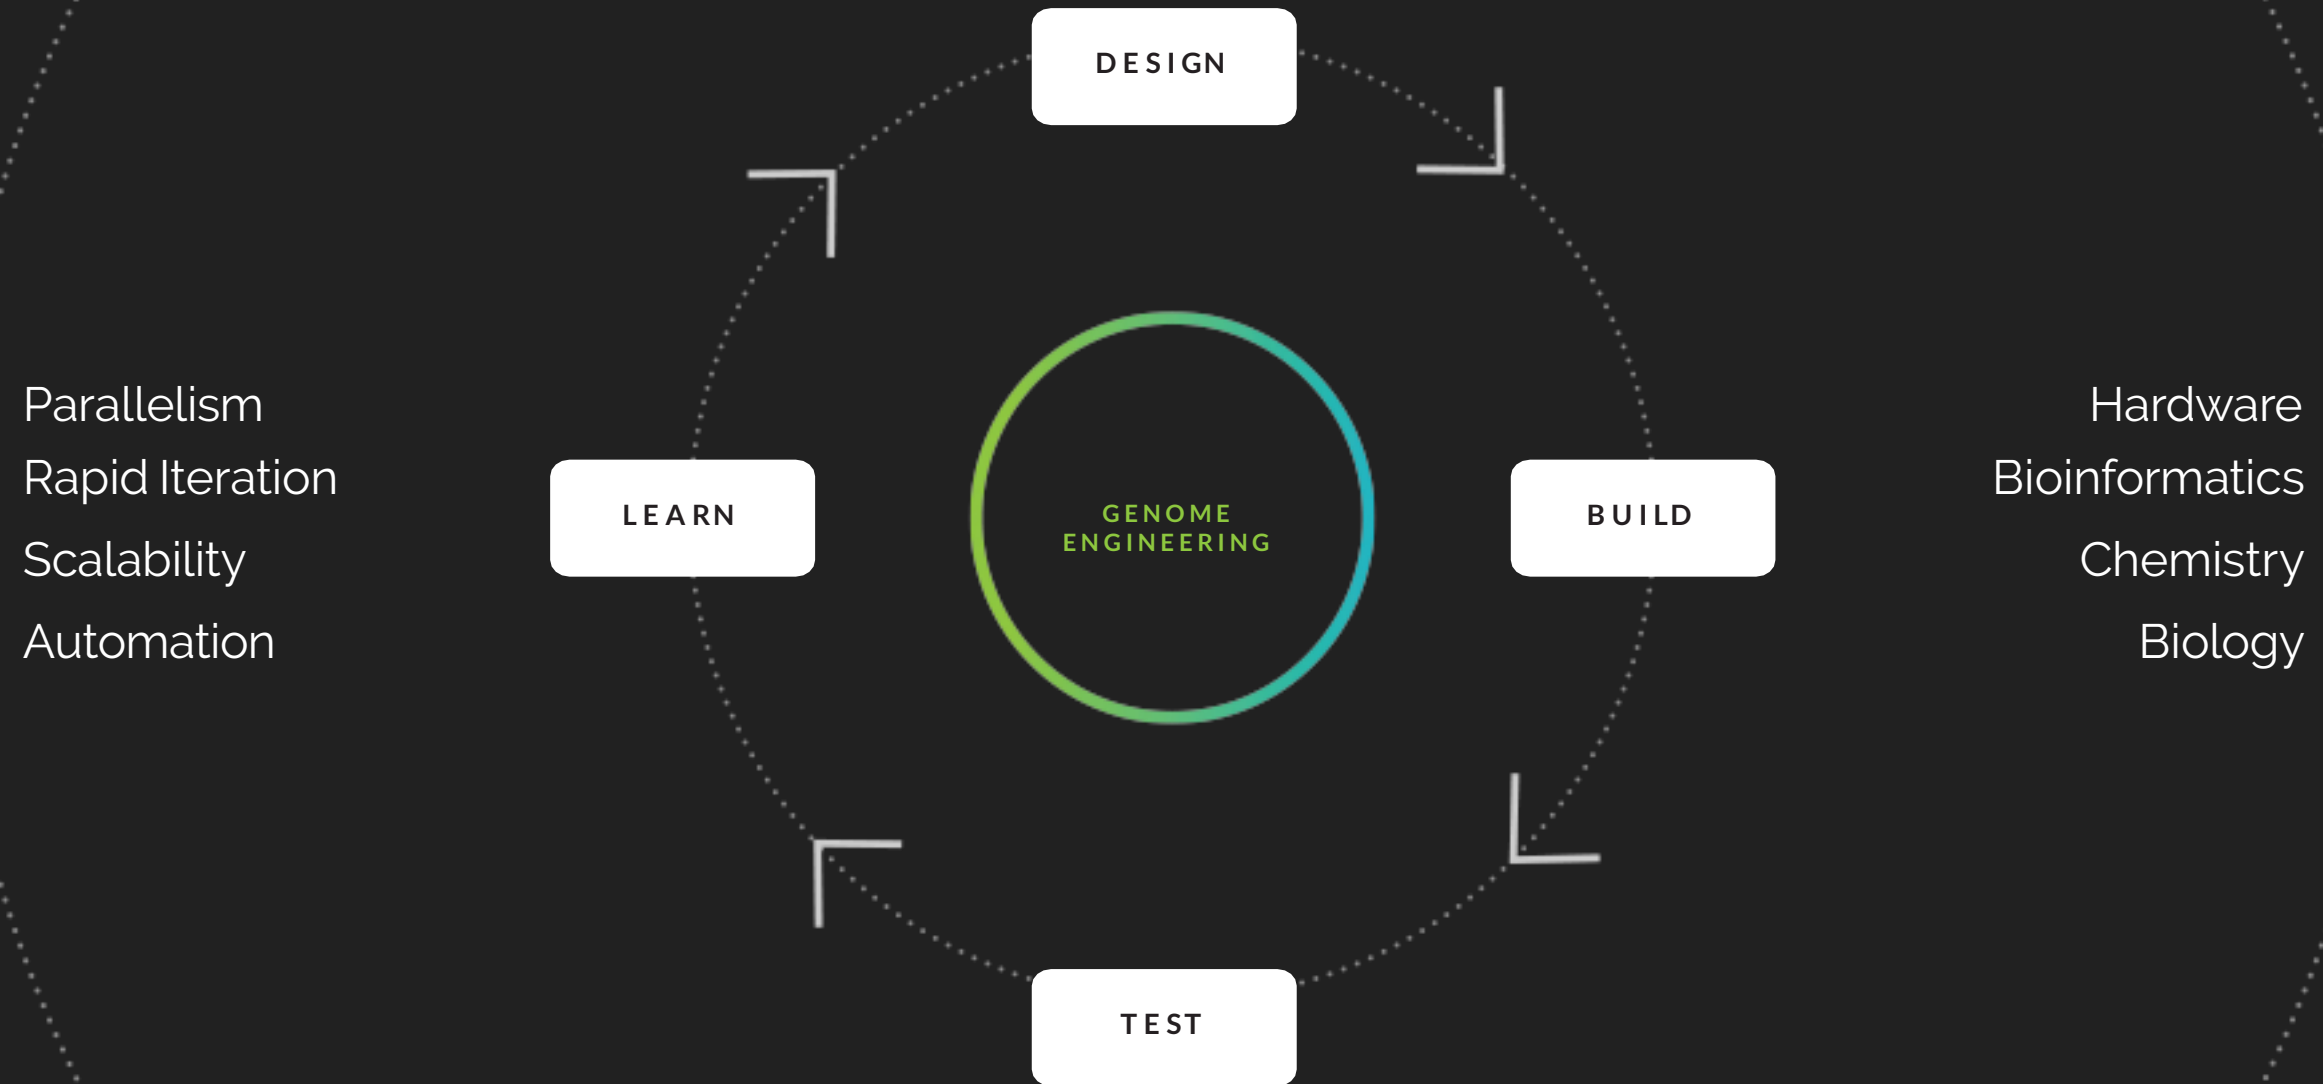 DESIGN
Parallelism
Rapid Iteration
Scalability
Automation
LEARN
GENOME
ENGINEERING
BUILD
Hardware
Bioinformatics
Chemistry
Biology
TEST